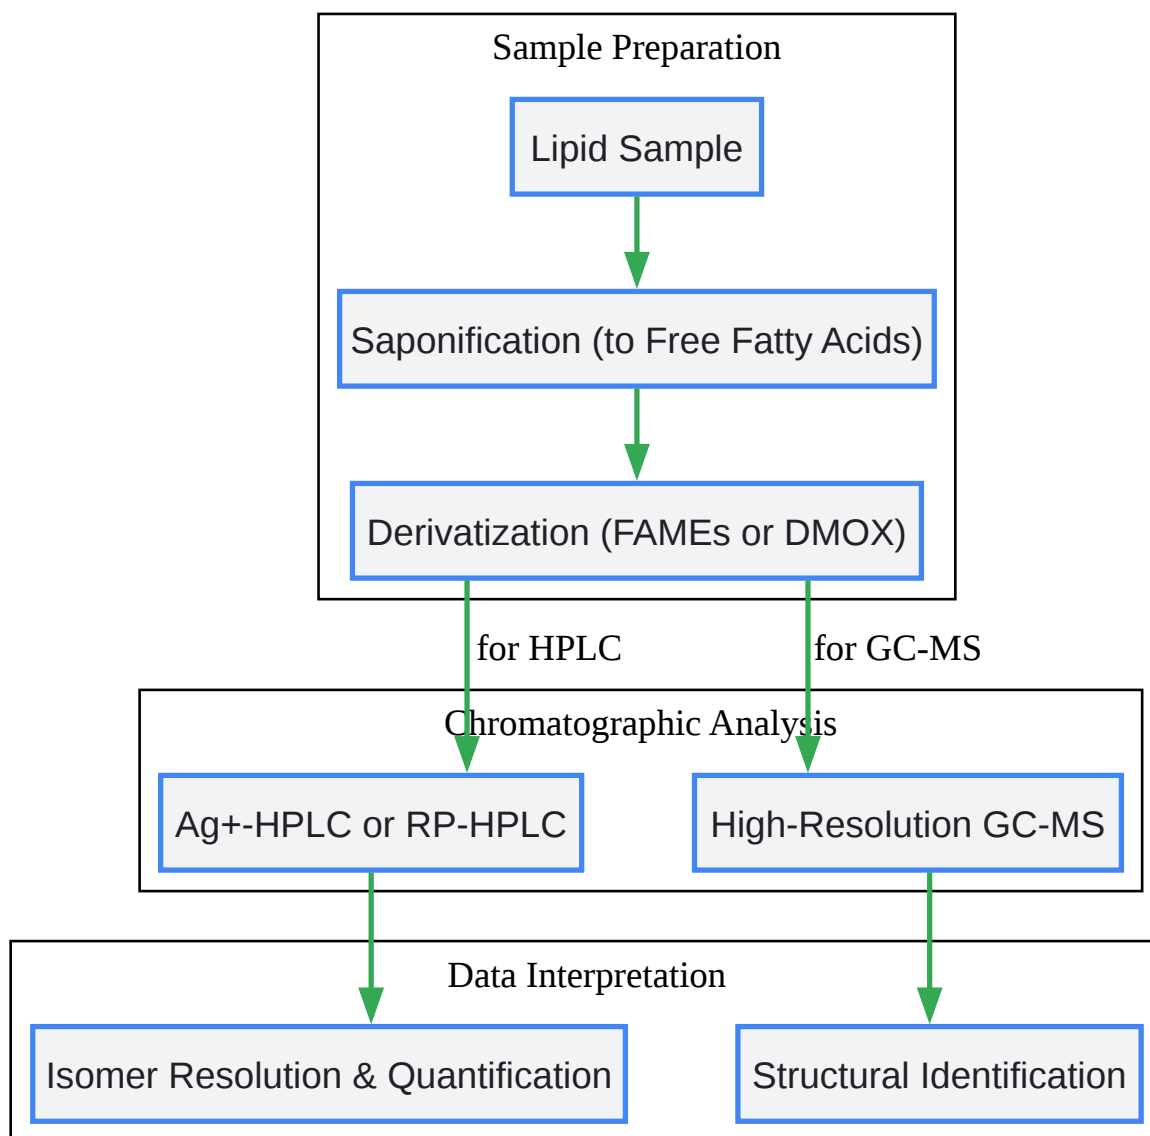 Sample Preparation
Lipid Sample
Saponification (to Free Fatty Acids)
Derivatization (FAMEs or DMOX)
for HPLC
for GC-MS
Chromatographic Analysis
Ag+-HPLC or RP-HPLC
High-Resolution GC-MS
Data Interpretation
Isomer Resolution & Quantification
Structural Identification